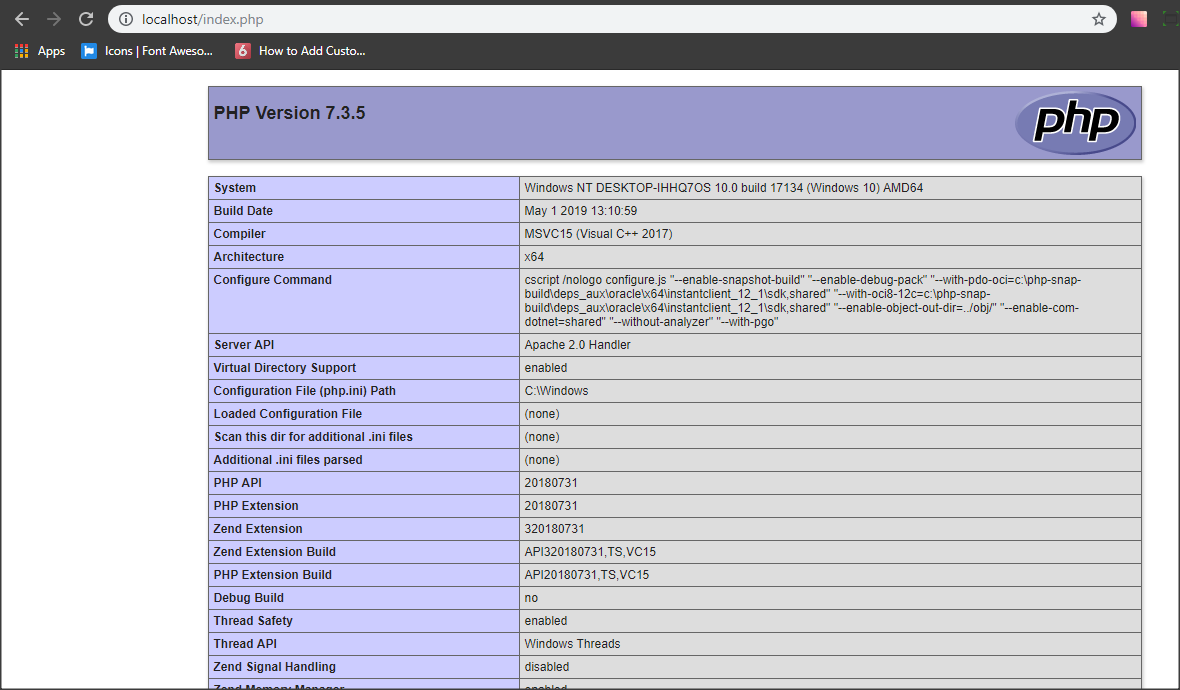 localhost/index.php
Apps Icons | Font Aweso... How to Add Custo...
PHP Version 7.3.5
php
System Windows NT DESKTOP-IHHQ7OS 10.0 build 17134 (Windows 10) AMD64
Build Date May 1 2019 13:10:59
Compiler MSVC15 (Visual C++ 2017)
Architecture x64
Configure Command cscript /nologo configure.js "--enable-snapshot-build" "--enable-debug-pack" "--with-pdo-oci=c:\php-snap-
build\deps_aux\oracle\x64\instantclient_12_1\sdk,shared" "--with-oci8-12c=c:\php-snap-
build\deps_aux\oracle\x64\instantclient_12_1\sdk,shared" "--enable-object-out-dir=../obj/" "--enable-com-
dotnet=shared" "--without-analyzer" "--with-pgo"
Server API Apache 2.0 Handler
Virtual Directory Support enabled
Configuration File (php.ini) Path C:\Windows
Loaded Configuration File (none)
Scan this dir for additional .ini files (none)
Additional .ini files parsed (none)
PHP API 20180731
PHP Extension 20180731
Zend Extension 320180731
Zend Extension Build API320180731,TS,VC15
PHP Extension Build API20180731,TS,VC15
Debug Build no
Thread Safety enabled
Thread API Windows Threads
Zend Signal Handling disabled
Zend Memory Manager enabled